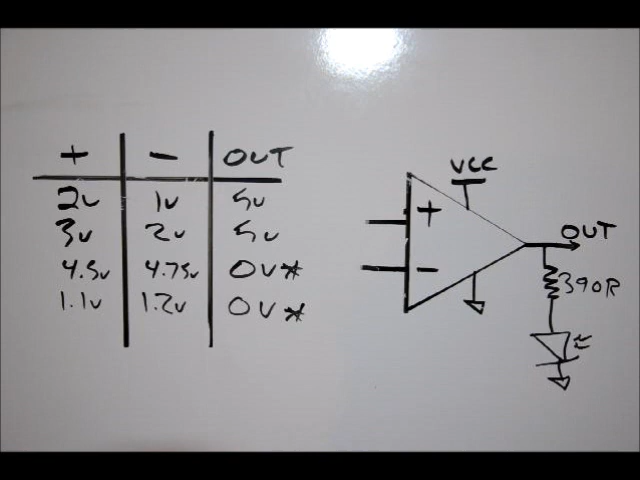 + − OUT
2v 1v 5v
3v 2v 5v
4.5v 4.75v 0v*
1.1v 1.2v 0v*
VCC
+
−
OUT
390R